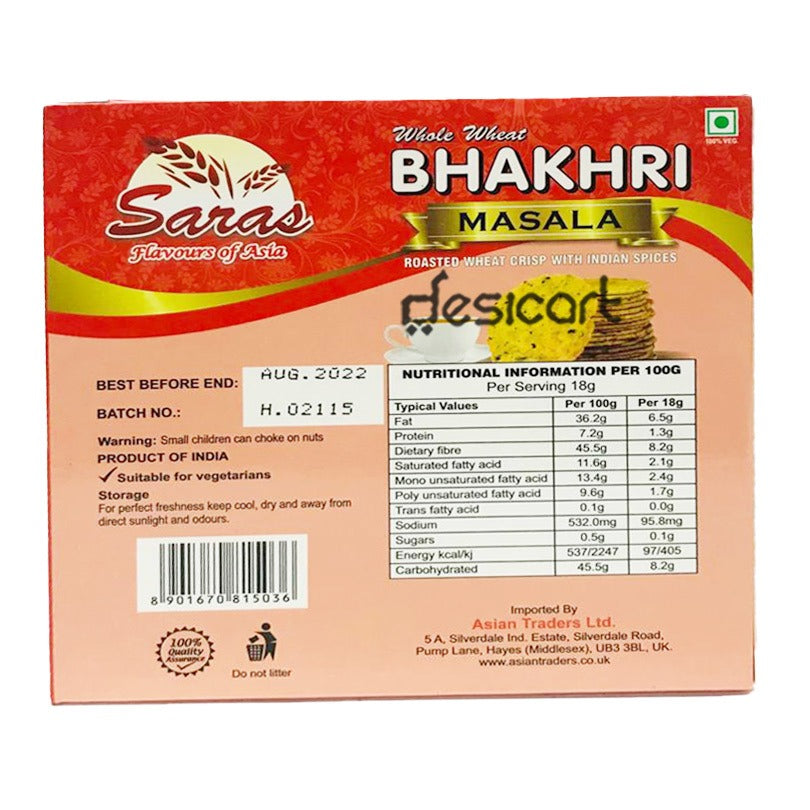 Saras
Flavours of Asia
Whole Wheat
BHAKHRI
MASALA
ROASTED WHEAT CRISP WITH INDIAN SPICES
100% VEG.
desicart
BEST BEFORE END: AUG.2022
BATCH NO.: H.02115
Warning: Small children can choke on nuts
PRODUCT OF INDIA
✓ Suitable for vegetarians
Storage
For perfect freshness keep cool, dry and away from
direct sunlight and odours.
8 901670 815036
100%
Quality
Assurance
Do not litter
NUTRITIONAL INFORMATION PER 100G
Per Serving 18g
Typical Values Per 100g Per 18g
Fat 36.2g 6.5g
Protein 7.2g 1.3g
Dietary fibre 45.5g 8.2g
Saturated fatty acid 11.6g 2.1g
Mono unsaturated fatty acid 13.4g 2.4g
Poly unsaturated fatty acid 9.6g 1.7g
Trans fatty acid 0.1g 0.0g
Sodium 532.0mg 95.8mg
Sugars 0.5g 0.1g
Energy kcal/kj 537/2247 97/405
Carbohydrated 45.5g 8.2g
Imported By
Asian Traders Ltd.
5 A, Silverdale Ind. Estate, Silverdale Road,
Pump Lane, Hayes (Middlesex), UB3 3BL, UK.
www.asiantraders.co.uk